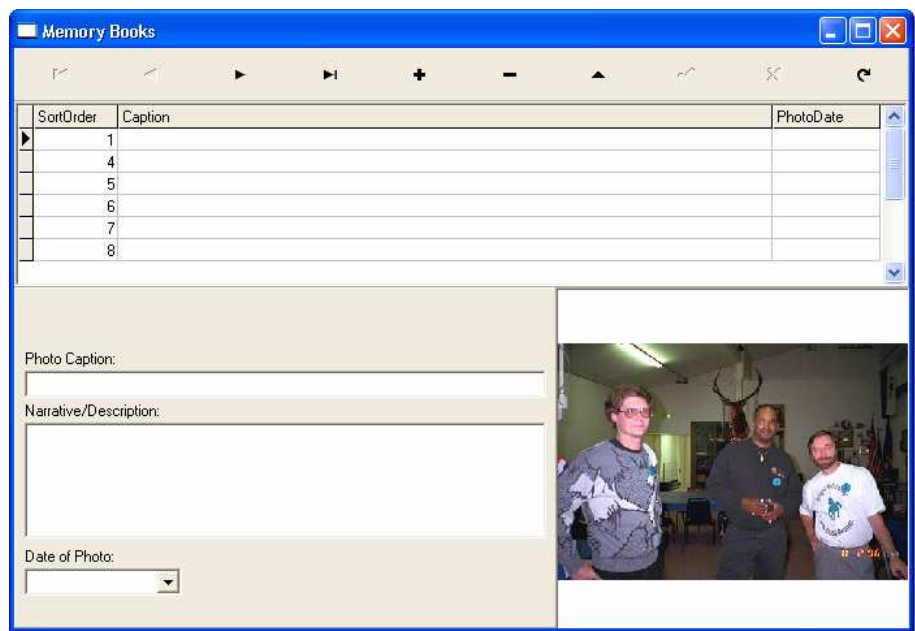 Memory Books
SortOrder Caption PhotoDate
1
4
5
6
7
8
Photo Caption:
Narrative/Description:
Date of Photo: